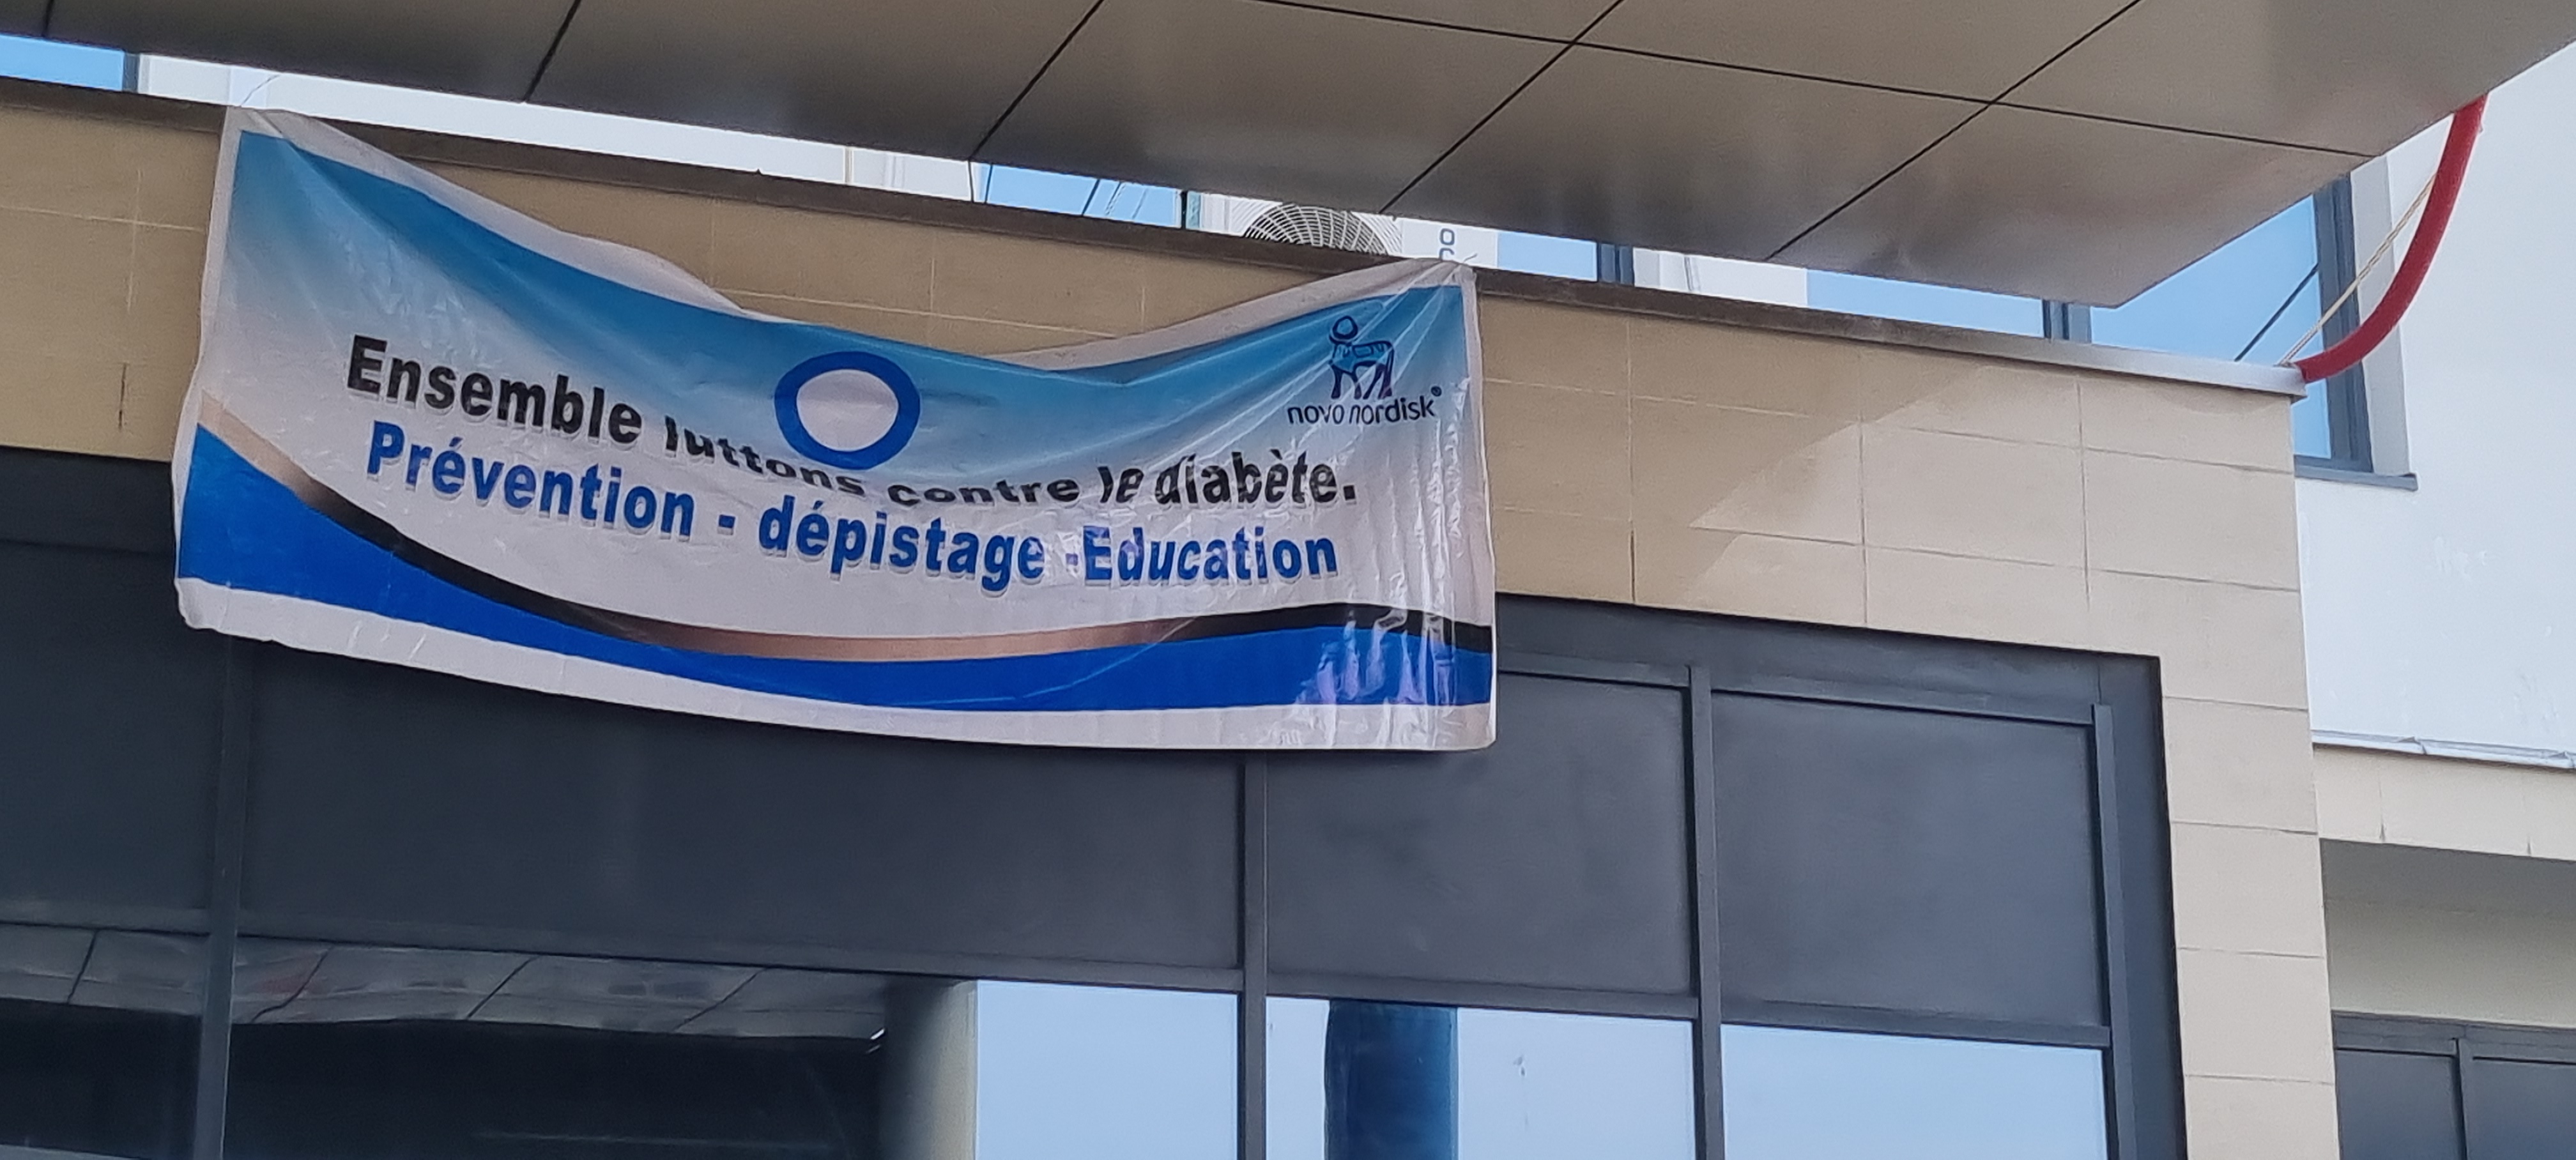 novo nordisk®
Ensemble luttons contre le diabète.
Prévention - dépistage -Education